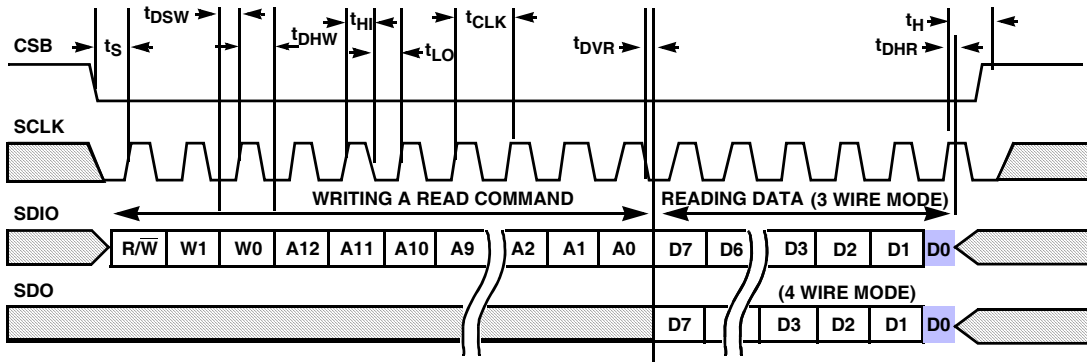 tDSW tHI tCLK tH
CSB tS tDHW tLO tDVR tDHR
SCLK
WRITING A READ COMMAND READING DATA (3 WIRE MODE)
SDIO
R/W̅ W1 W0 A12 A11 A10 A9 A2 A1 A0 D7 D6 D3 D2 D1 D0
SDO (4 WIRE MODE)
D7 D3 D2 D1 D0